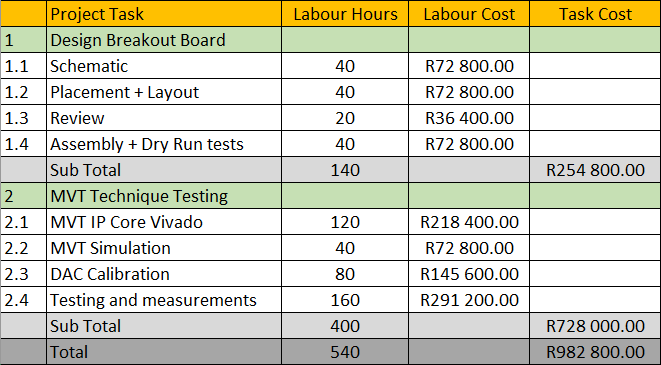 Project Task Labour Hours Labour Cost Task Cost
1 Design Breakout Board
1.1 Schematic 40 R72 800.00
1.2 Placement + Layout 40 R72 800.00
1.3 Review 20 R36 400.00
1.4 Assembly + Dry Run tests 40 R72 800.00
Sub Total 140 R254 800.00
2 MVT Technique Testing
2.1 MVT IP Core Vivado 120 R218 400.00
2.2 MVT Simulation 40 R72 800.00
2.3 DAC Calibration 80 R145 600.00
2.4 Testing and measurements 160 R291 200.00
Sub Total 400 R728 000.00
Total 540 R982 800.00